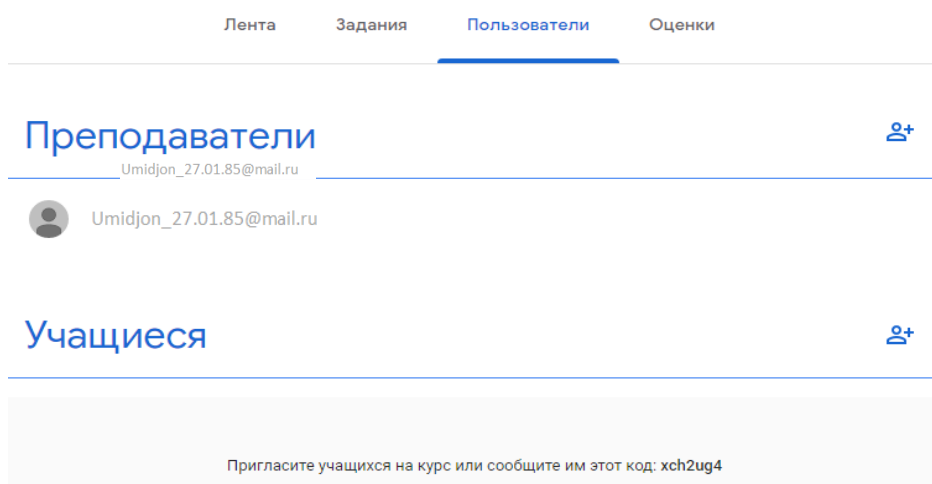 Лента Задания Пользователи Оценки
Преподаватели
Umidjon_27.01.85@mail.ru
Umidjon_27.01.85@mail.ru
Учащиеся
Пригласите учащихся на курс или сообщите им этот код: xch2ug4